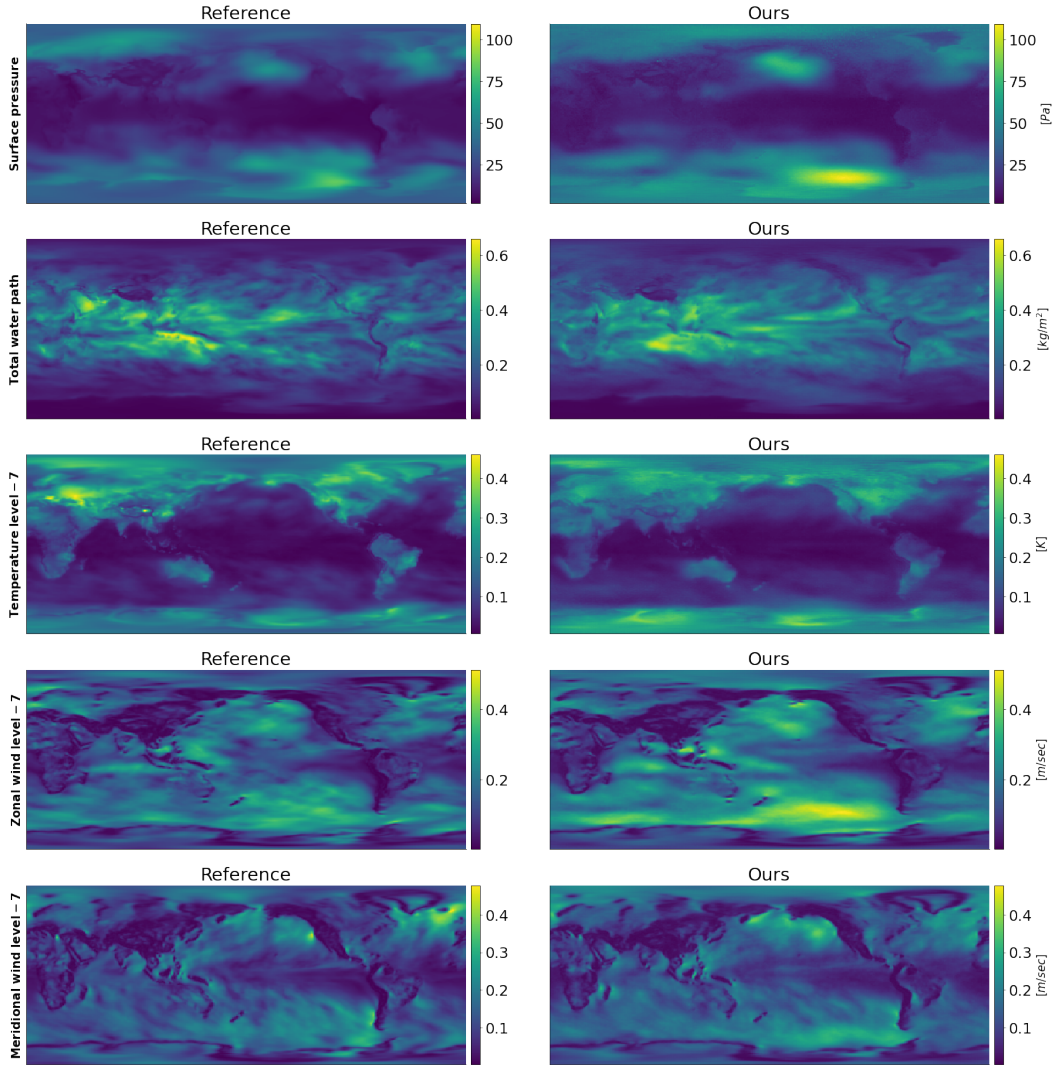 Reference
Ours
Surface pressure
100
75
50
25
100
75
50
25
[Pa]
Reference
Ours
Total water path
0.6
0.4
0.2
0.6
0.4
0.2
[kg/m²]
Reference
Ours
Temperature level − 7
0.4
0.3
0.2
0.1
0.4
0.3
0.2
0.1
[K]
Reference
Ours
Zonal wind level − 7
0.4
0.2
0.4
0.2
[m/sec]
Reference
Ours
Meridional wind level − 7
0.4
0.3
0.2
0.1
0.4
0.3
0.2
0.1
[m/sec]